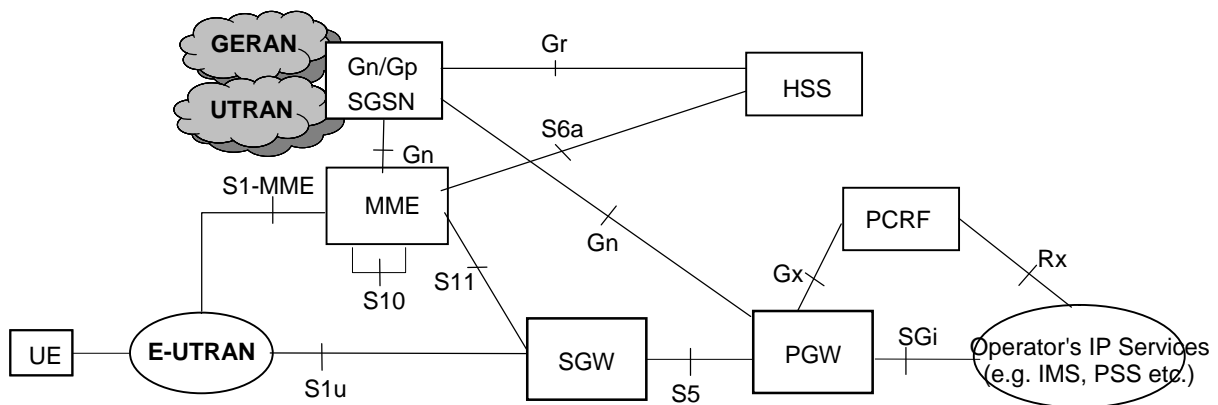 GERAN
Gr
Gn/Gp
SGSN
HSS
UTRAN
S6a
Gn
S1-MME
MME
PCRF
Gn
Rx
Gx
S11
S10
SGi
UE
E-UTRAN
SGW
PGW
Operator's IP Services
(e.g. IMS, PSS etc.)
S1u
S5